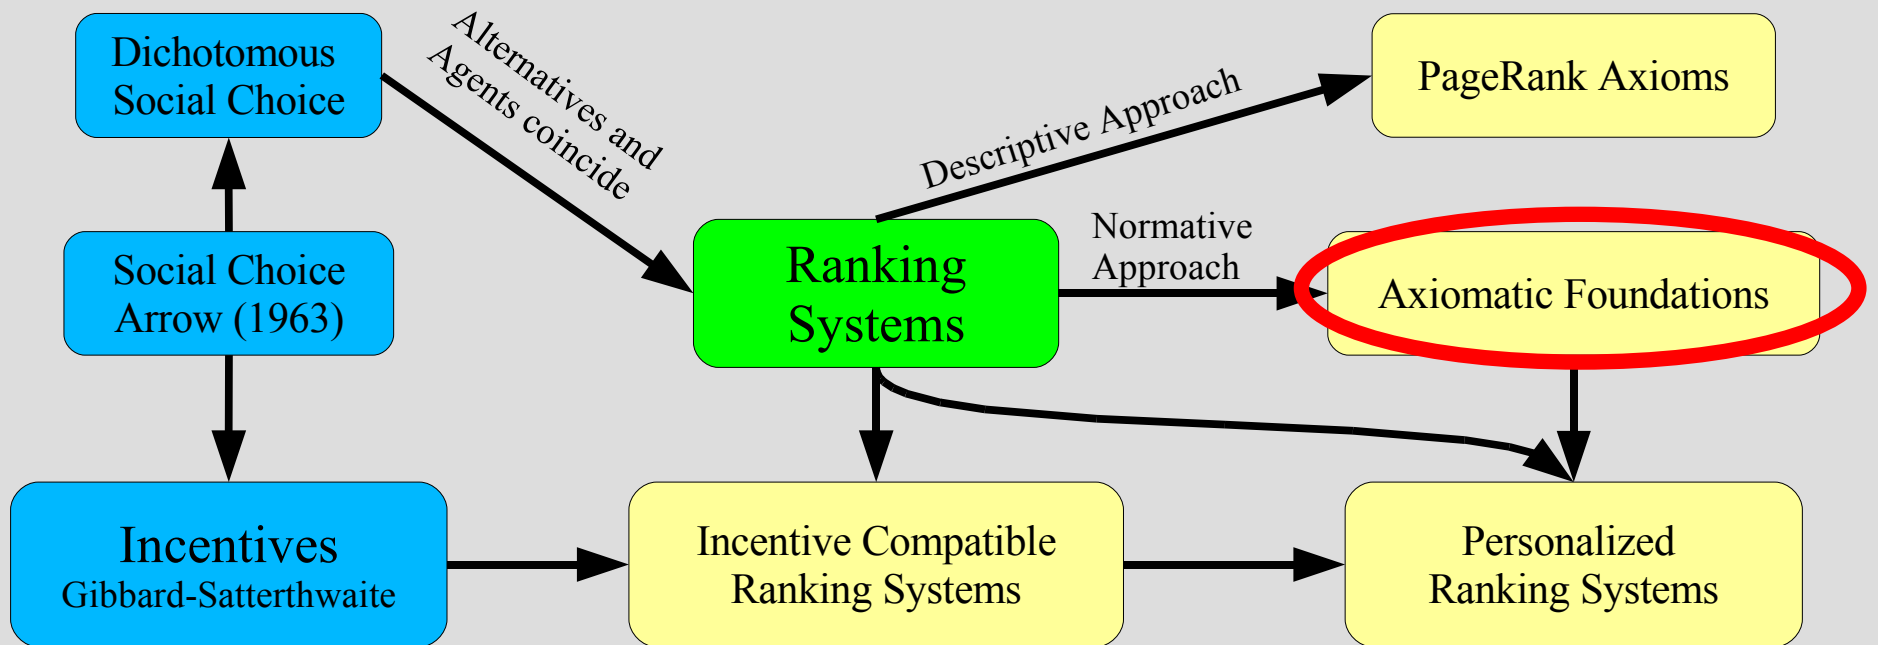 Dichotomous
Social Choice
Alternatives and
Agents coincide
Descriptive Approach
PageRank Axioms
Social Choice
Arrow (1963)
Ranking
Systems
Normative
Approach
Axiomatic Foundations
Incentives
Gibbard-Satterthwaite
Incentive Compatible
Ranking Systems
Personalized
Ranking Systems